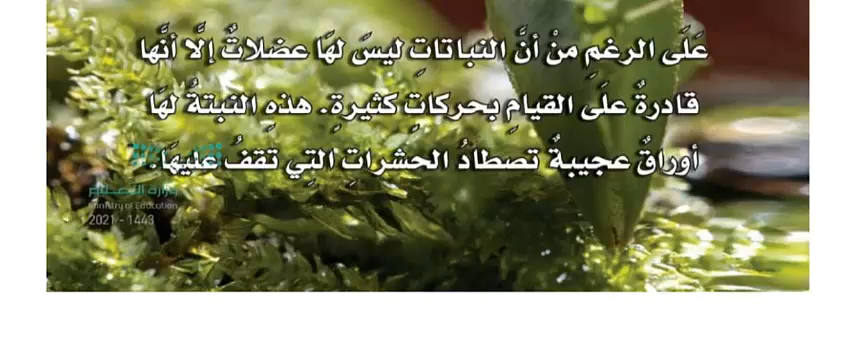 عَلَى الرغمِ مِنْ أنَّ النباتاتِ ليسَ لهَا عضلاتٌ إلَّا أنَّها
قادرةٌ علَى القيامِ بحركاتٍ كثيرةٍ. هذهِ النبتةُ لهَا
أوراقٌ عجيبةٌ تصطادُ الحشراتِ التِي تقفُ عليهَا.
وزارة التعليم
Ministry of Education
2021 - 1443